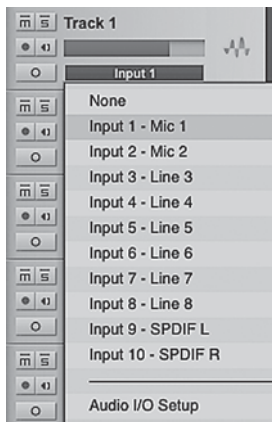 m s Track 1
Input 1
m s None
Input 1 - Mic 1
Input 2 - Mic 2
Input 3 - Line 3
m s Input 4 - Line 4
Input 5 - Line 5
Input 6 - Line 6
m s Input 7 - Line 7
Input 8 - Line 8
Input 9 - SPDIF L
m s Input 10 - SPDIF R
Audio I/O Setup